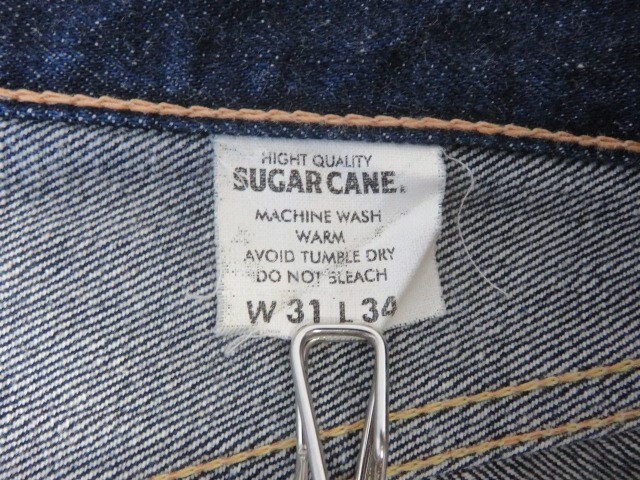 HIGHT QUALITY
SUGAR CANE.
MACHINE WASH
WARM
AVOID TUMBLE DRY
DO NOT BLEACH
W 31 L 34